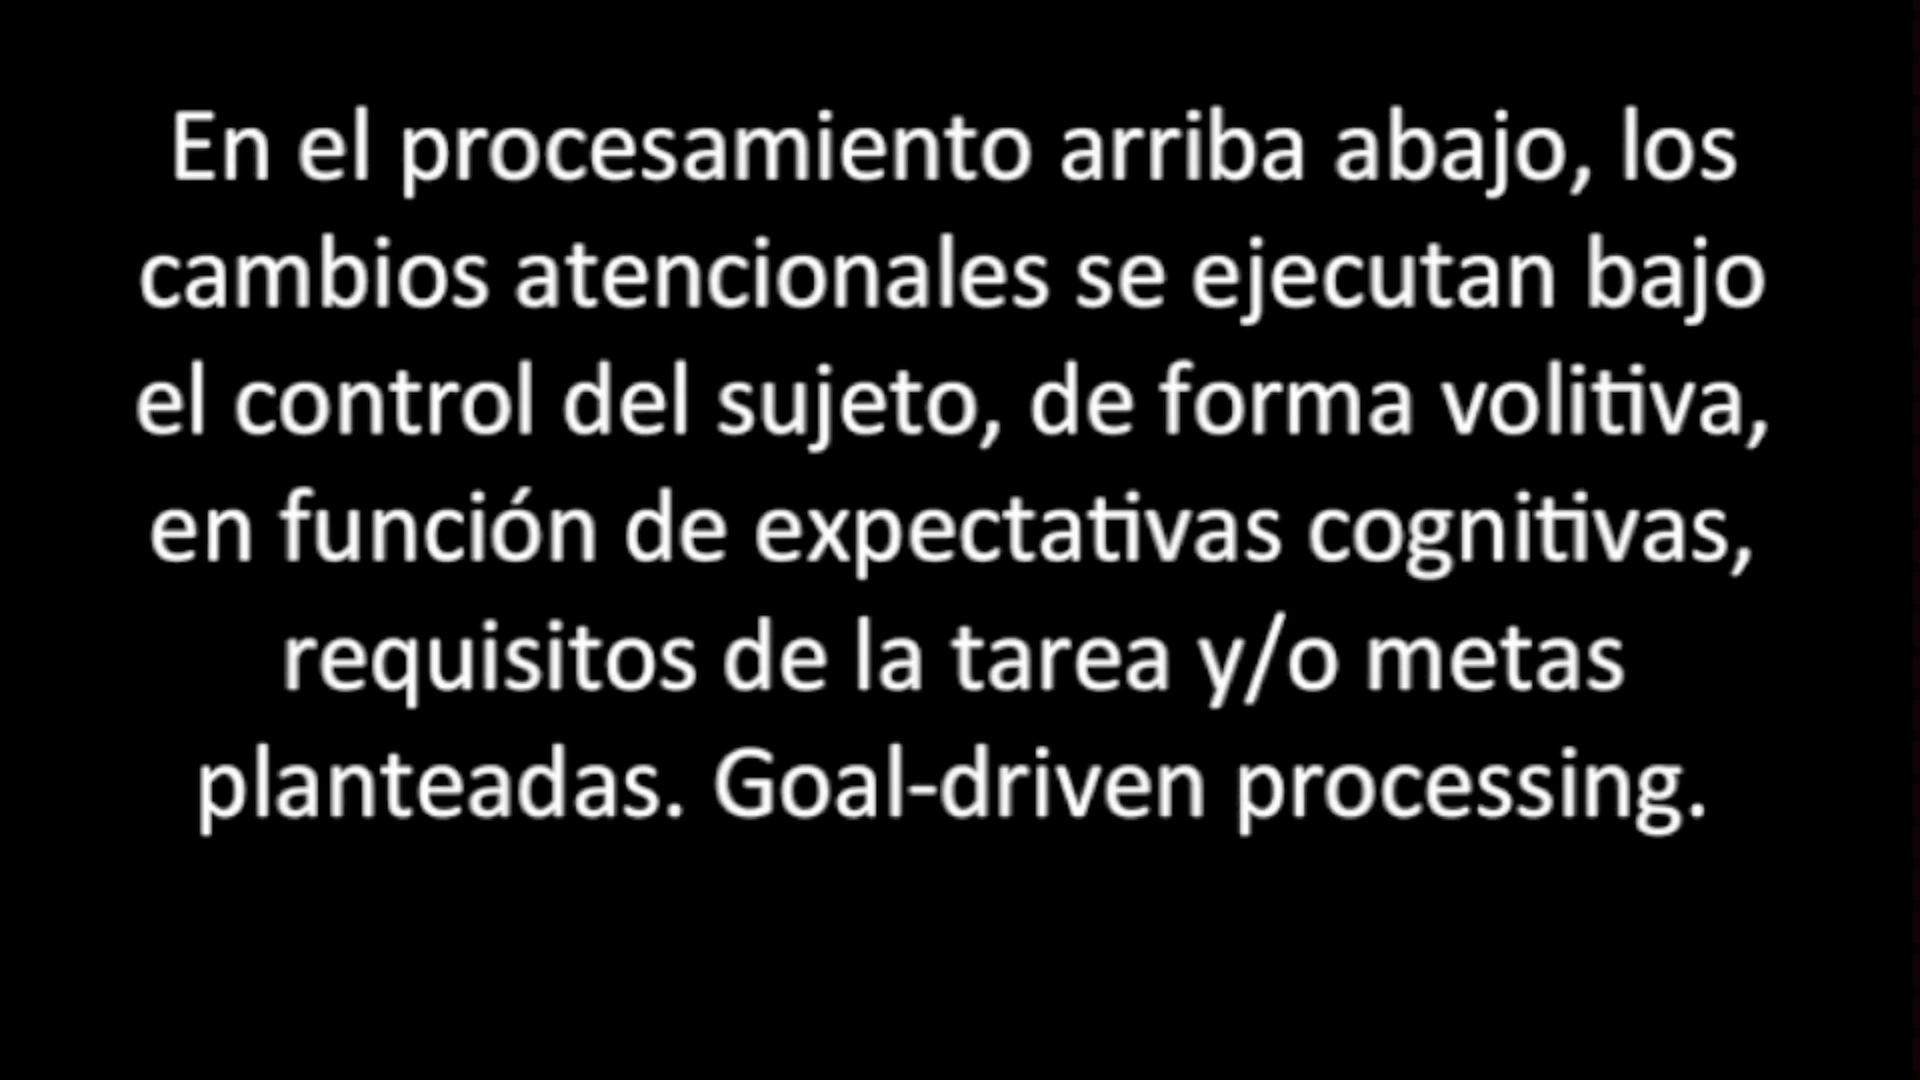 En el procesamiento arriba abajo, los
cambios atencionales se ejecutan bajo
el control del sujeto, de forma volitiva,
en función de expectativas cognitivas,
requisitos de la tarea y/o metas
planteadas. Goal-driven processing.